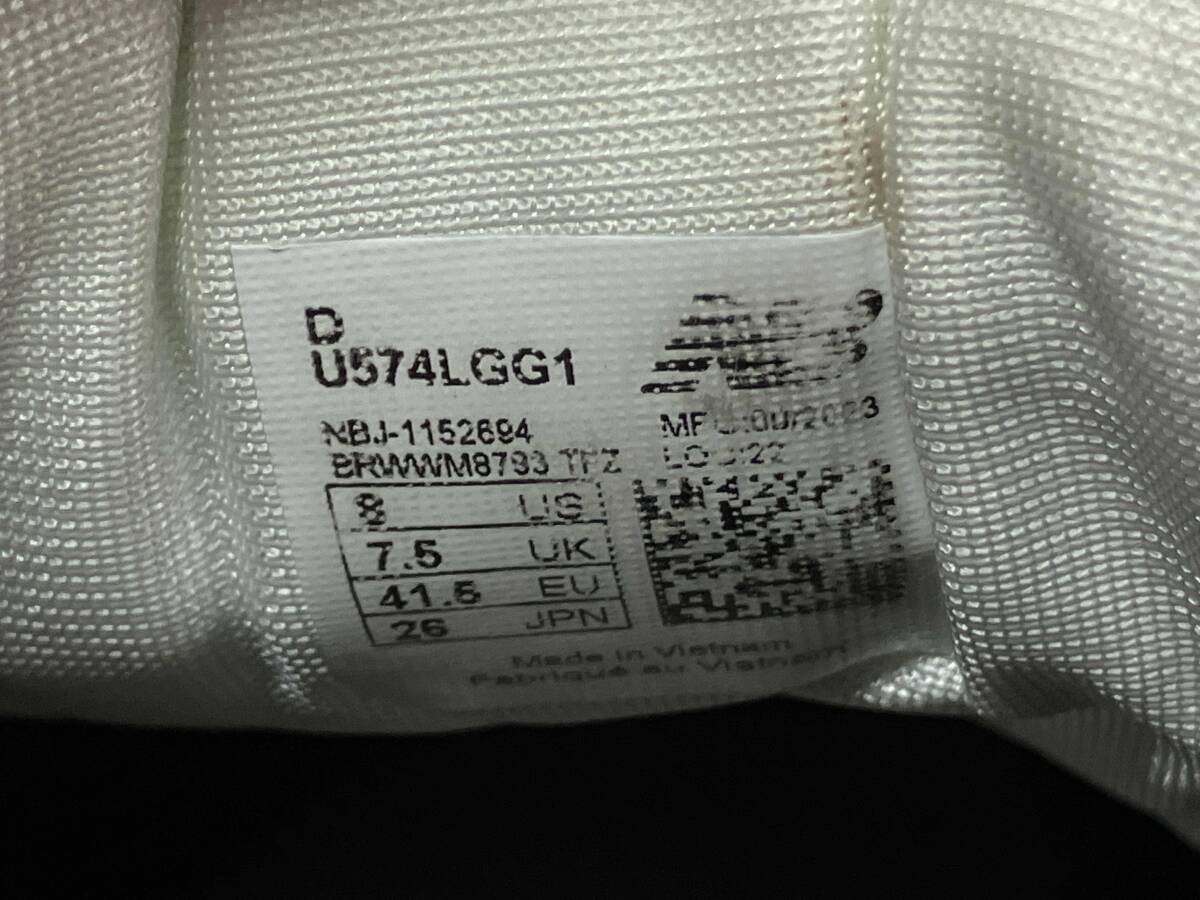 D
U574LGG1
NBJ-1152694
BRWWM8793
8 US
7.5 UK
41.5 EU
26 JPN
Made in Vietnam
Fabriqué au Vietnam